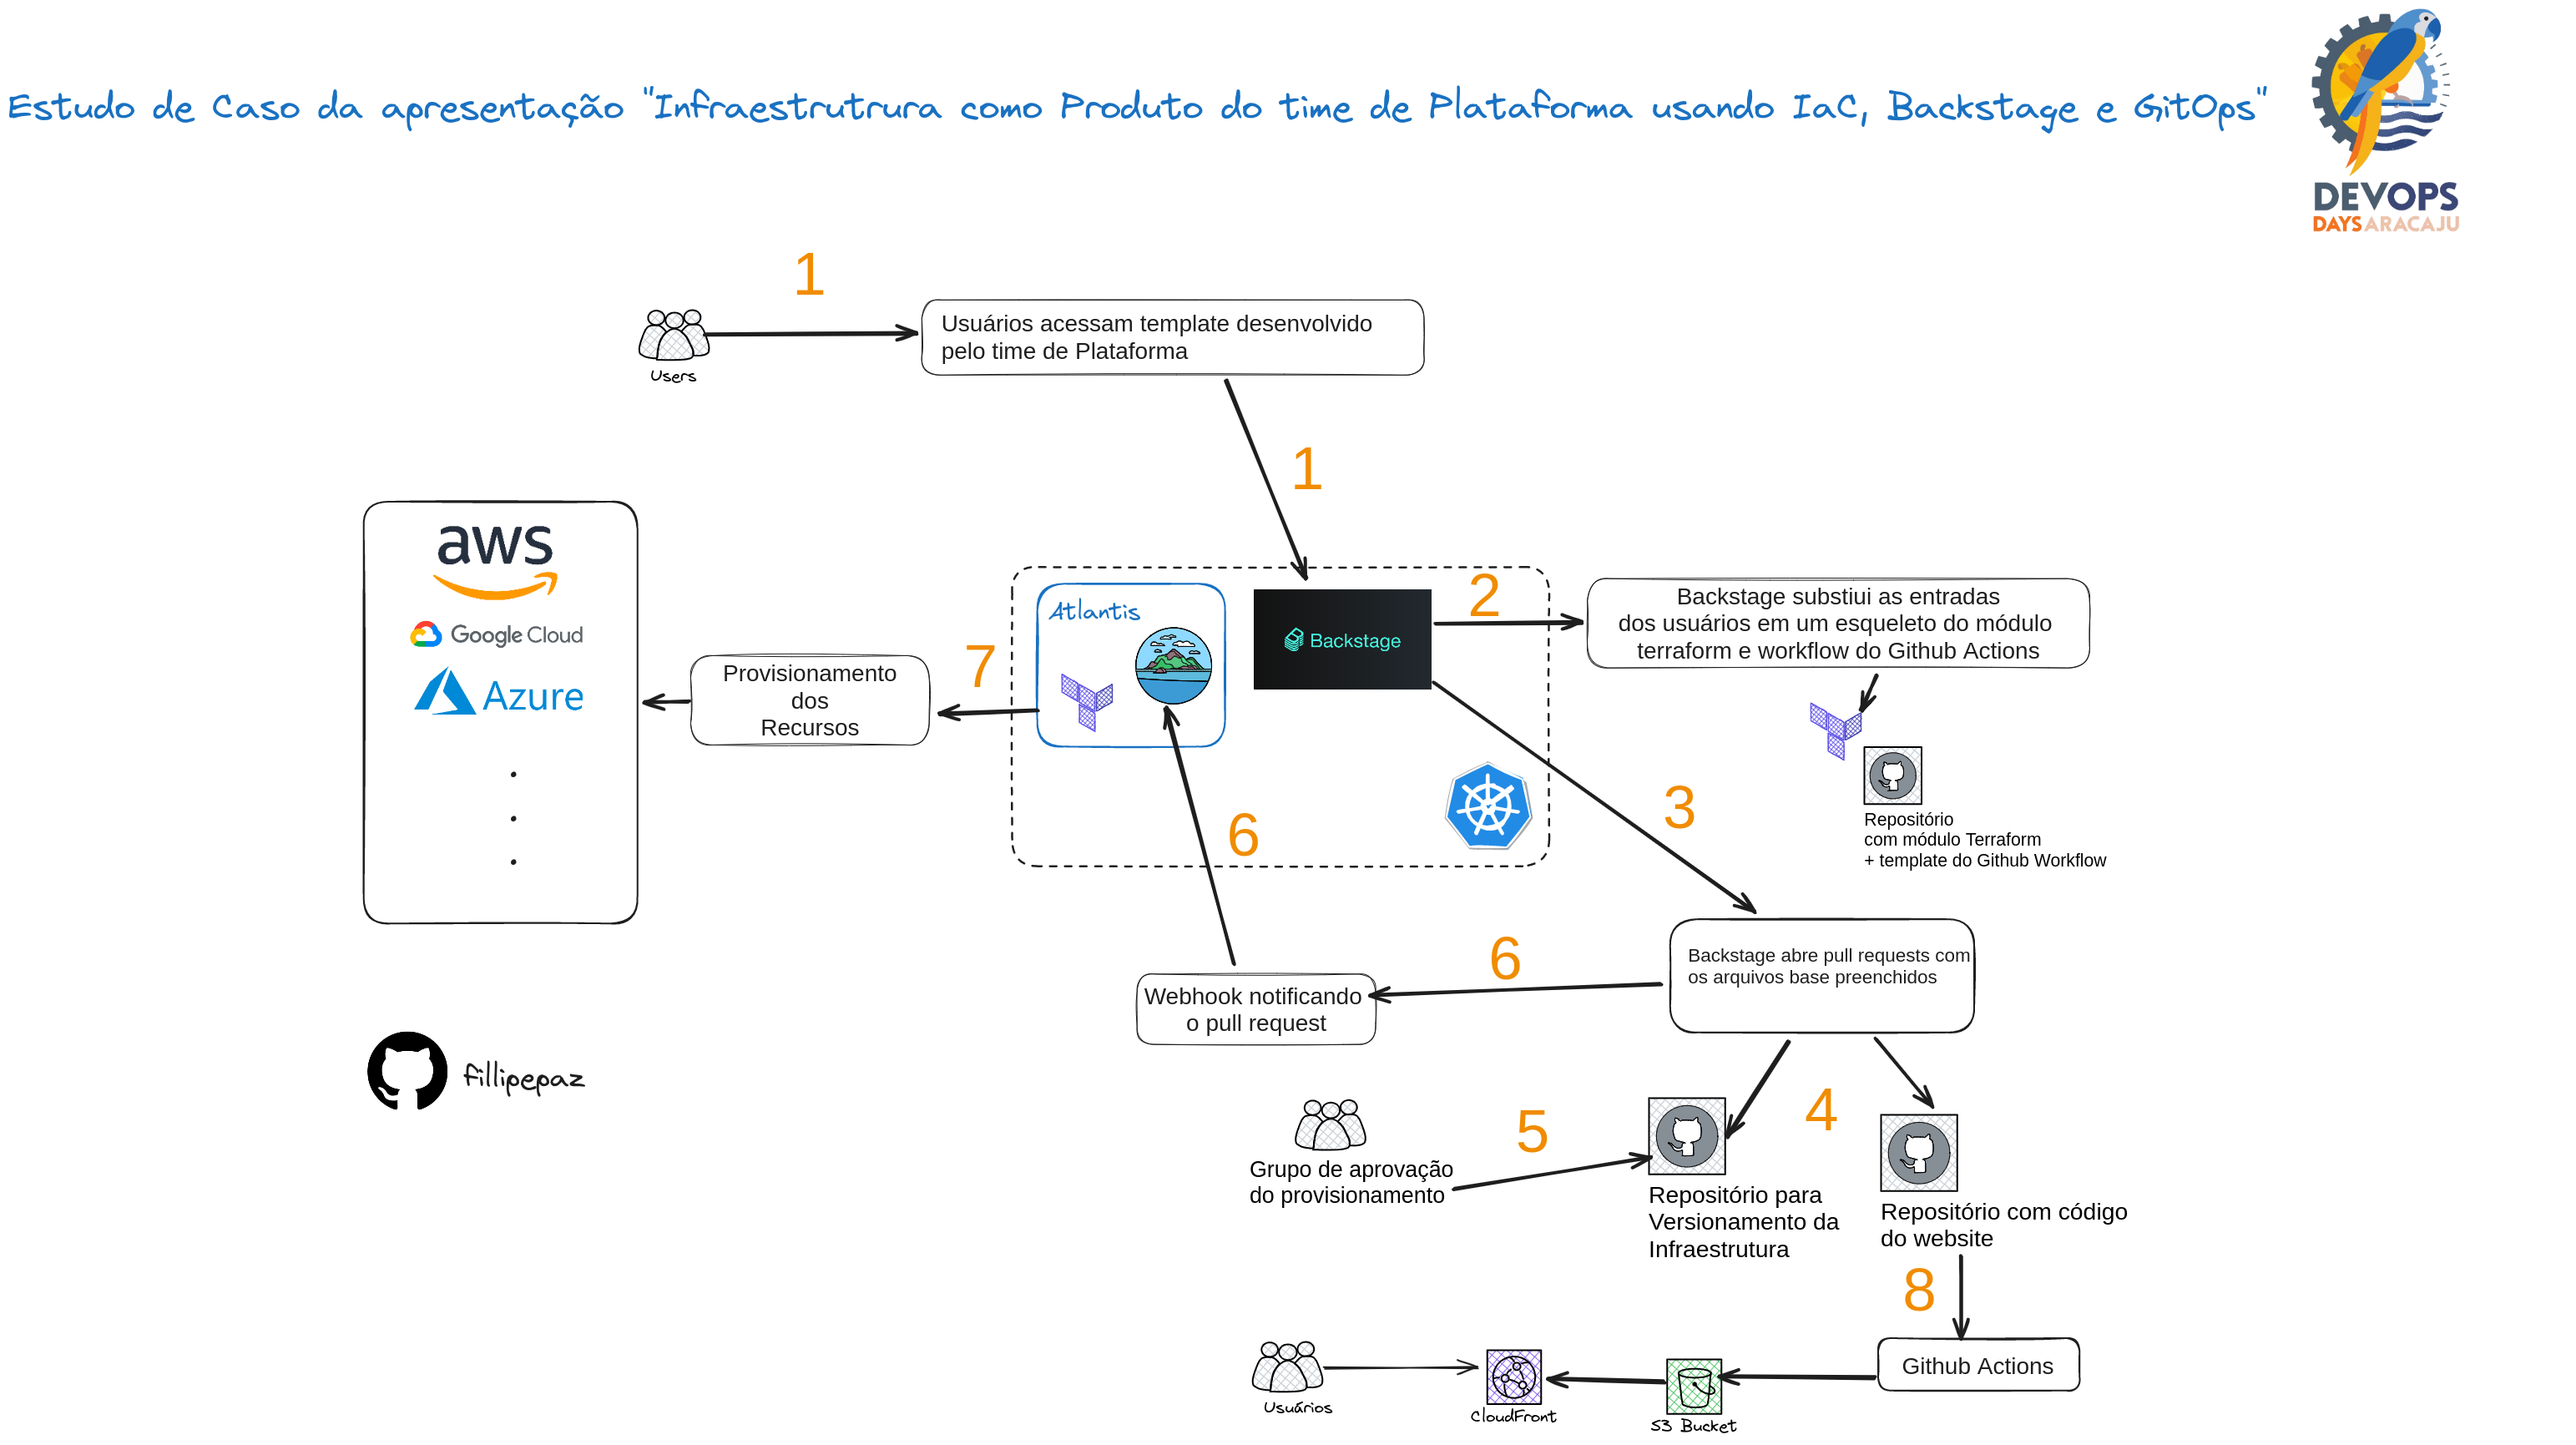 Estudo de Caso da apresentação "Infraestrutrura como Produto do time de Plataforma usando IaC, Backstage e GitOps"
DEVOPS
DAYS ARACAJU
1
Users
Usuários acessam template desenvolvido
pelo time de Plataforma
1
aws
Google Cloud
Azure
Provisionamento
dos
Recursos
7
Atlantis
Backstage
2
Backstage substiui as entradas
dos usuários em um esqueleto do módulo
terraform e workflow do Github Actions
Repositório
com módulo Terraform
+ template do Github Workflow
3
6
Backstage abre pull requests com
os arquivos base preenchidos
6
Webhook notificando
o pull request
fillipepaz
Grupo de aprovação
do provisionamento
5
4
Repositório para
Versionamento da
Infraestrutura
Repositório com código
do website
8
Github Actions
Usuários
CloudFront
S3 Bucket